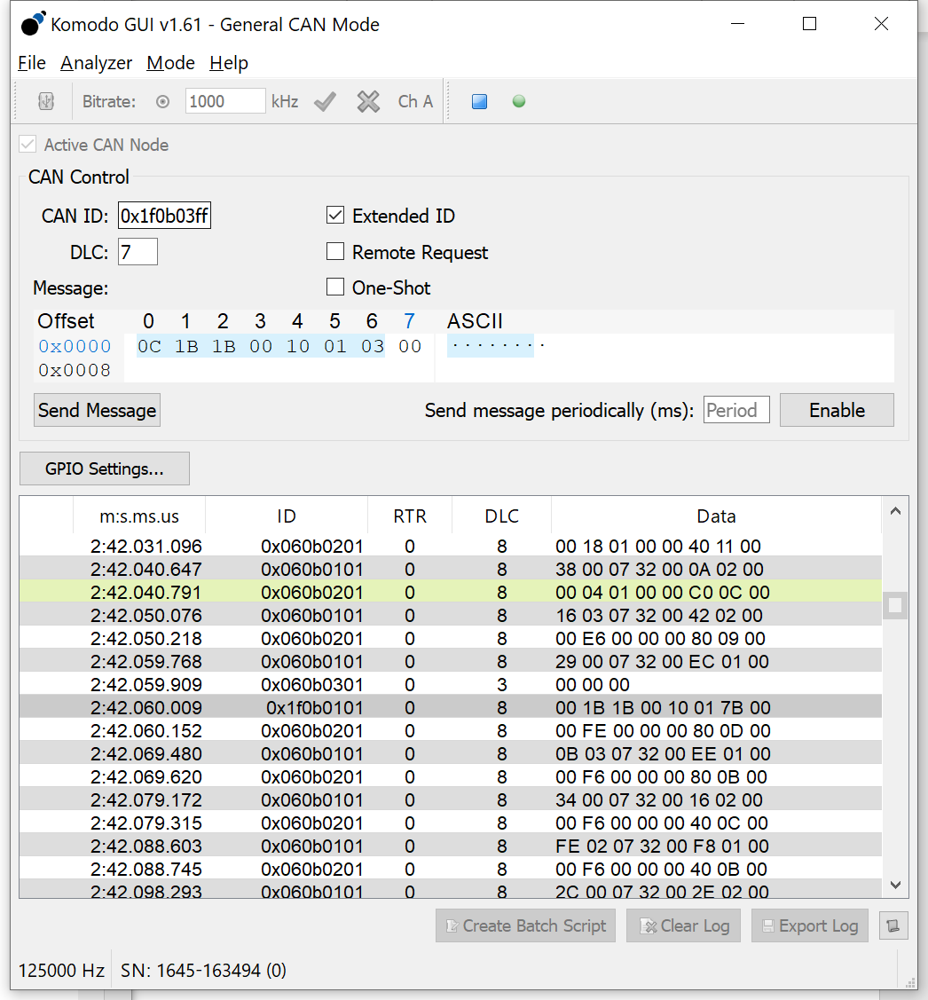 Komodo GUI v1.61 - General CAN Mode
File Analyzer Mode Help
Bitrate: 1000 kHz Ch A
Active CAN Node
CAN Control
CAN ID: 0x1f0b03ff Extended ID
DLC: 7 Remote Request
Message: One-Shot
Offset 0 1 2 3 4 5 6 7 ASCII
0x0000 0C 1B 1B 00 10 01 03 00 ········
0x0008
Send Message Send message periodically (ms): Period Enable
GPIO Settings...
m:s.ms.us ID RTR DLC Data
2:42.031.096 0x060b0201 0 8 00 18 01 00 00 40 11 00
2:42.040.647 0x060b0101 0 8 38 00 07 32 00 0A 02 00
2:42.040.791 0x060b0201 0 8 00 04 01 00 00 C0 0C 00
2:42.050.076 0x060b0101 0 8 16 03 07 32 00 42 02 00
2:42.050.218 0x060b0201 0 8 00 E6 00 00 00 80 09 00
2:42.059.768 0x060b0101 0 8 29 00 07 32 00 EC 01 00
2:42.059.909 0x060b0301 0 3 00 00 00
2:42.060.009 0x1f0b0101 0 8 00 1B 1B 00 10 01 7B 00
2:42.060.152 0x060b0201 0 8 00 FE 00 00 00 80 0D 00
2:42.069.480 0x060b0101 0 8 0B 03 07 32 00 EE 01 00
2:42.069.620 0x060b0201 0 8 00 F6 00 00 00 80 0B 00
2:42.079.172 0x060b0101 0 8 34 00 07 32 00 16 02 00
2:42.079.315 0x060b0201 0 8 00 F6 00 00 00 40 0C 00
2:42.088.603 0x060b0101 0 8 FE 02 07 32 00 F8 01 00
2:42.088.745 0x060b0201 0 8 00 F6 00 00 00 40 0B 00
2:42.098.293 0x060b0101 0 8 2C 00 07 32 00 2E 02 00
Create Batch Script Clear Log Export Log
125000 Hz SN: 1645-163494 (0)